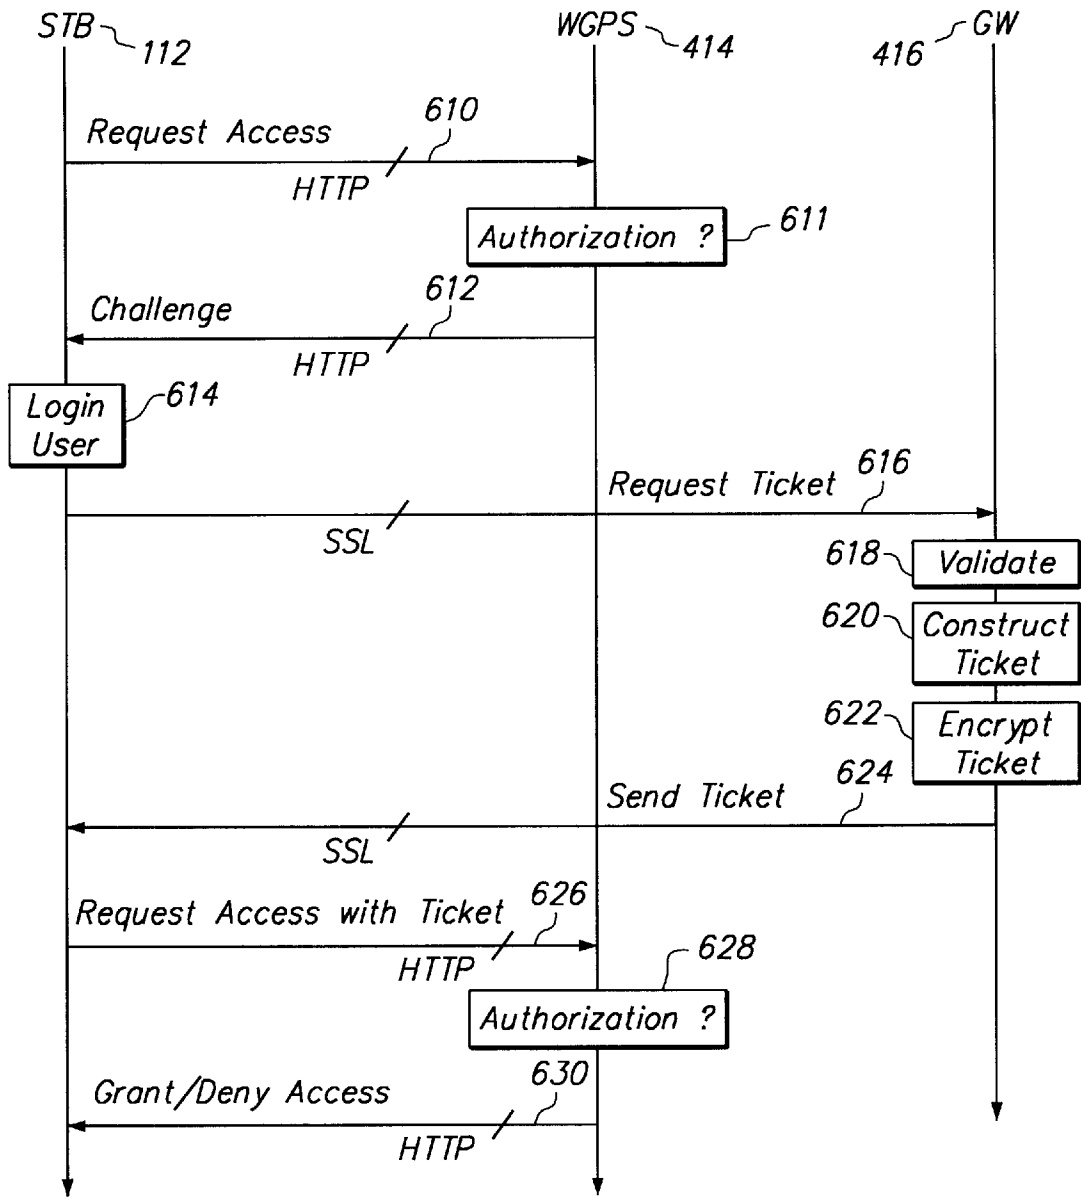 STB 112 WGPS 414 416 GW
Request Access 610
HTTP
Authorization ? 611
Challenge 612
HTTP
Login
User
614
Request Ticket 616
SSL
618 Validate
620 Construct
Ticket
622 Encrypt
Ticket
Send Ticket 624
SSL
Request Access with Ticket 626
HTTP
628
Authorization ?
Grant/Deny Access 630
HTTP